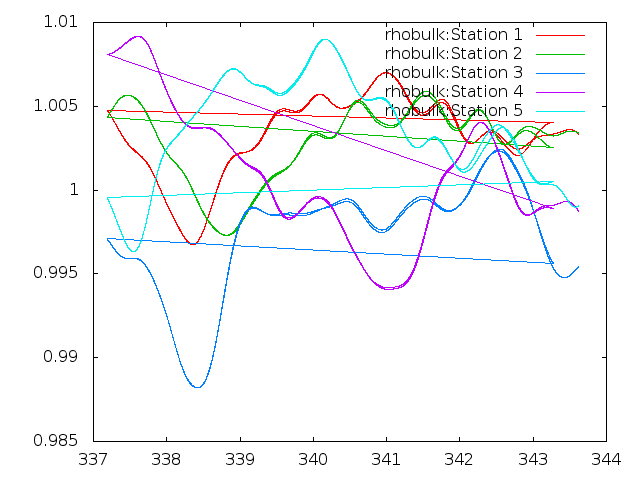 1.01
rhobulk:Station 1
rhobulk:Station 2
rhobulk:Station 3
rhobulk:Station 4
rhobulk:Station 5
1.005
1
0.995
0.99
0.985
337 338 339 340 341 342 343 344